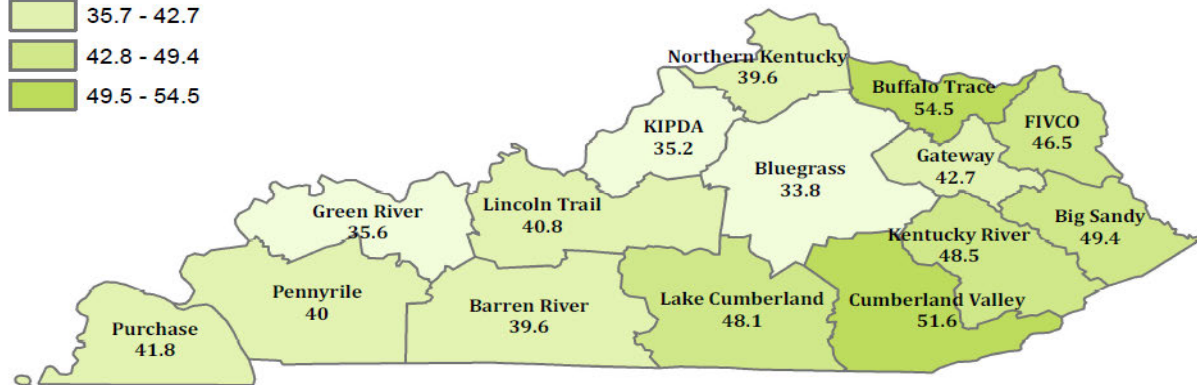 35.7 - 42.7
42.8 - 49.4
49.5 - 54.5
Northern Kentucky
39.6
Buffalo Trace
54.5
FIVCO
46.5
KIPDA
35.2
Gateway
42.7
Bluegrass
33.8
Lincoln Trail
40.8
Green River
35.6
Big Sandy
49.4
Kentucky River
48.5
Pennyrile
40
Barren River
39.6
Lake Cumberland
48.1
Cumberland Valley
51.6
Purchase
41.8